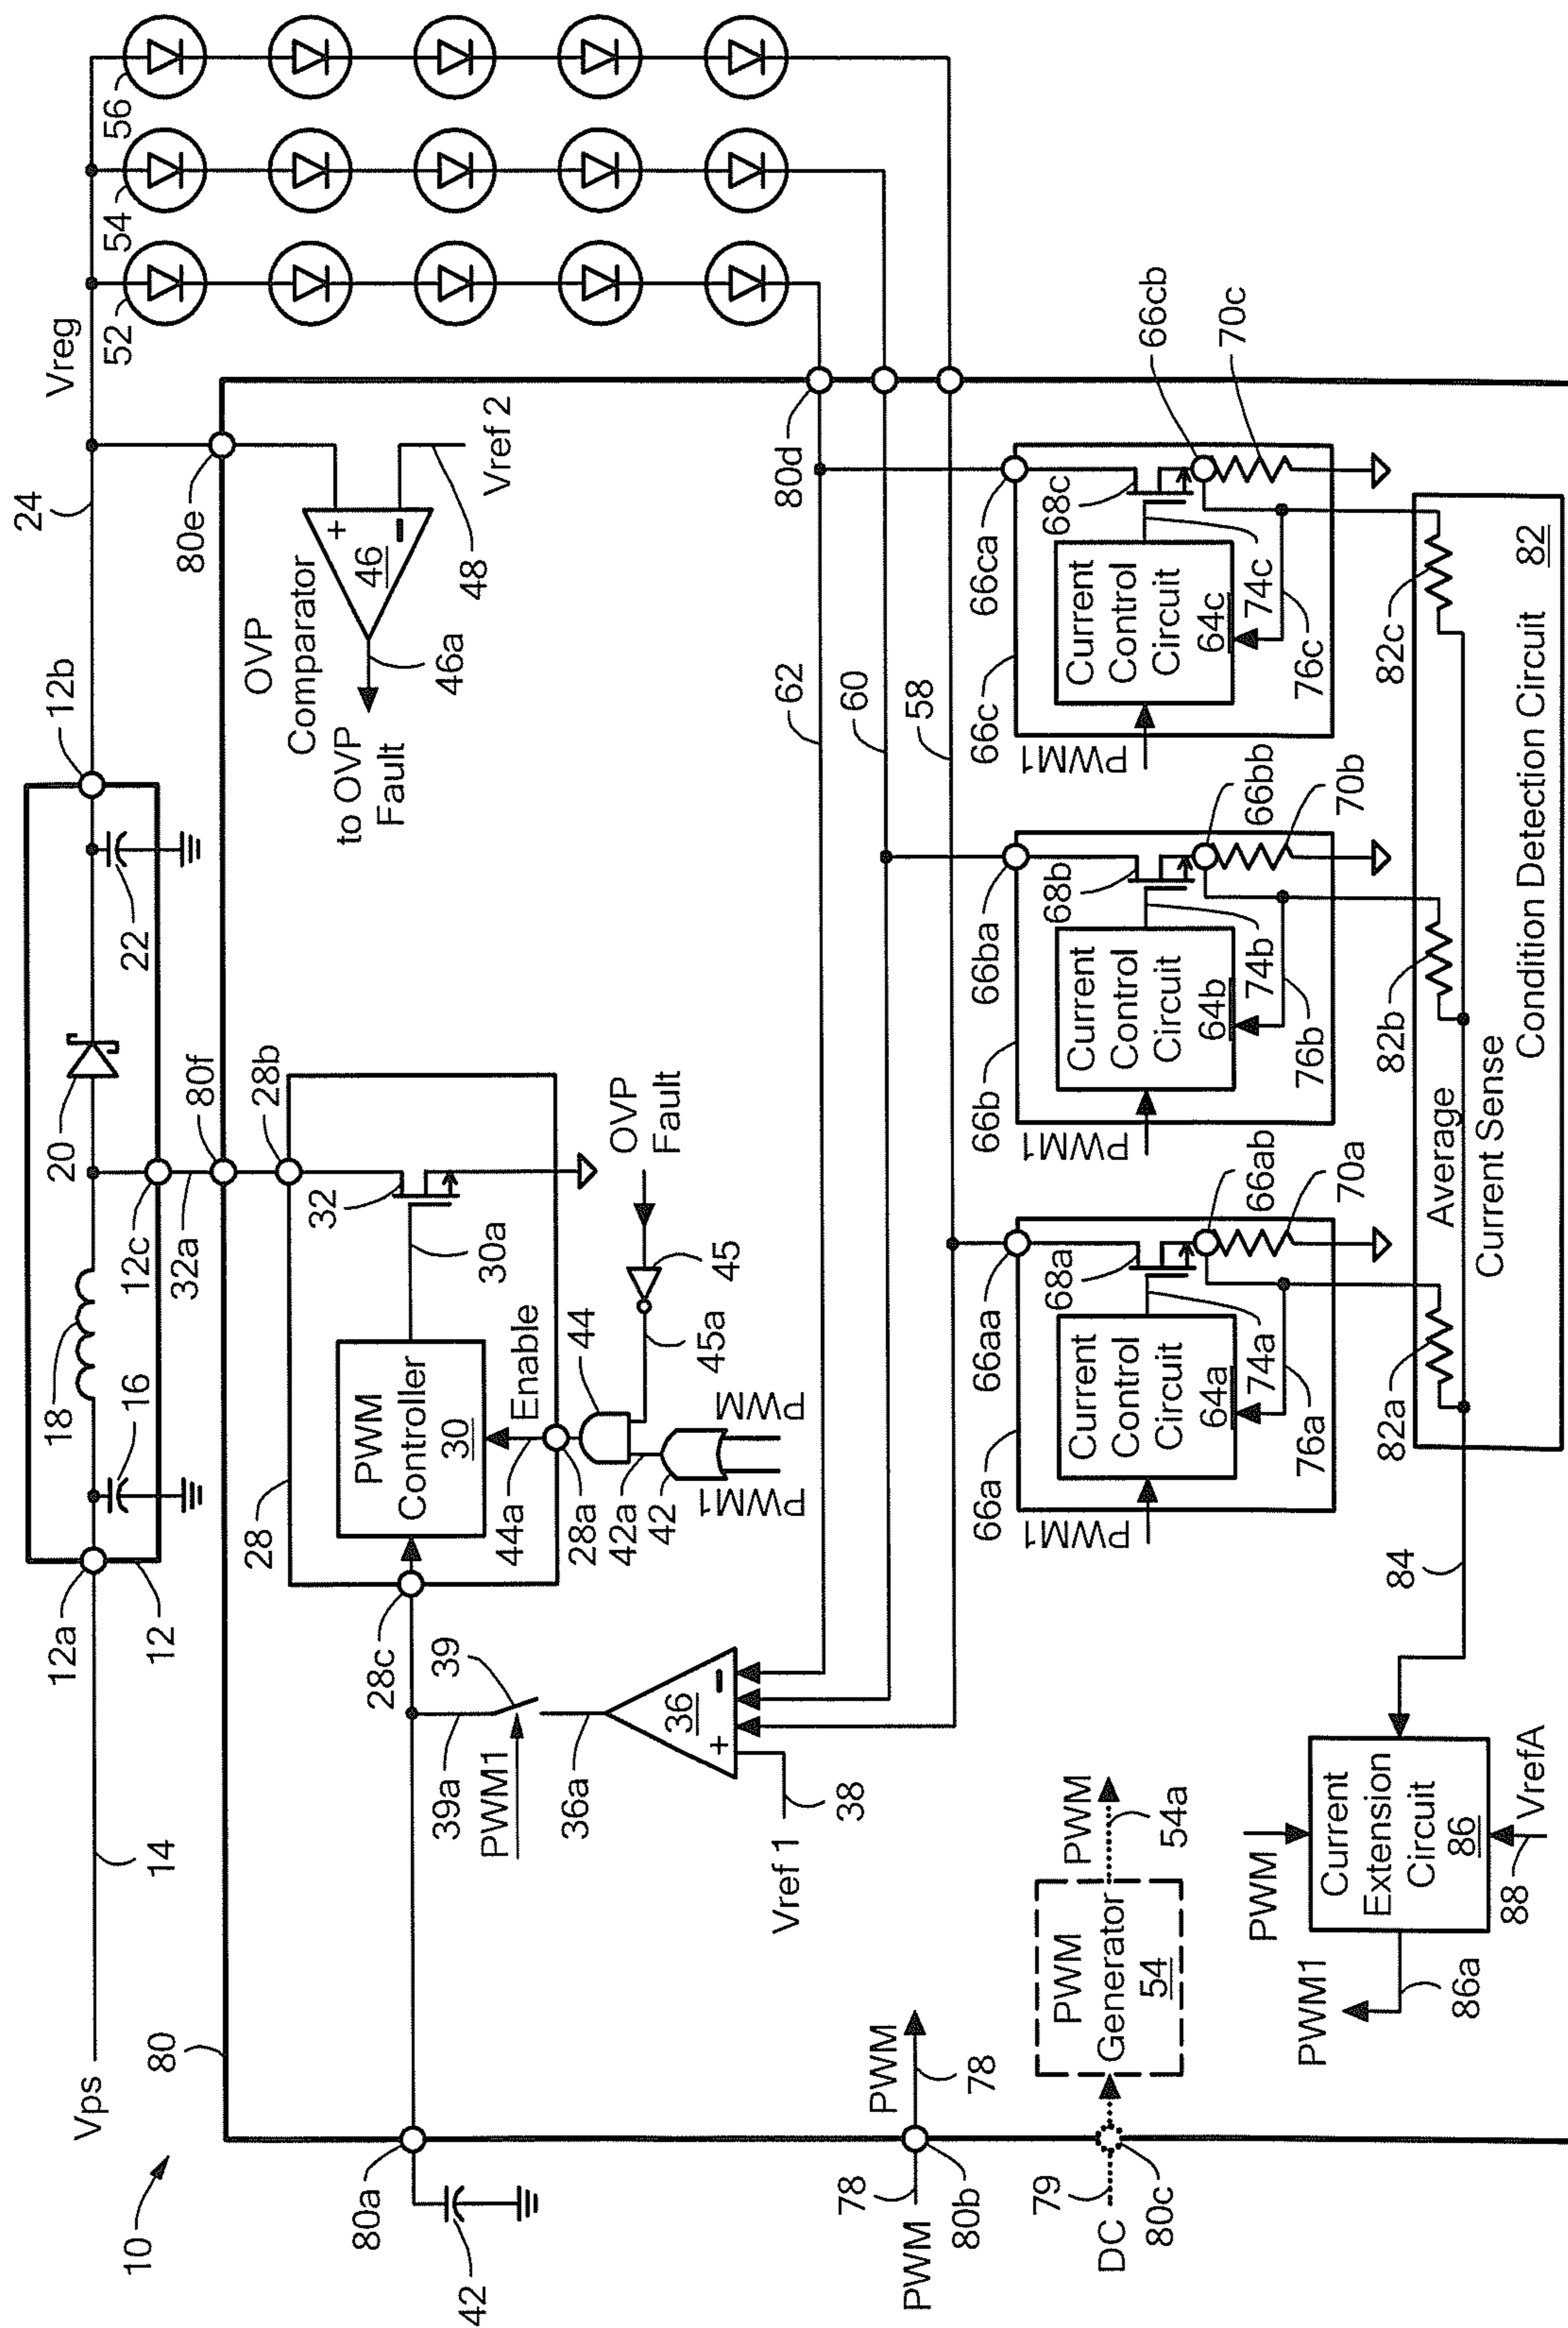 10
Vps
14
12a
12
18
16
20
22
12b
24
Vreg
52
54
56
12c
32a
80f
28b
80e
80
28
PWM
Controller
30
30a
32
44a
Enable
28a
28c
44
42a
42
45a
45
PWM1
PWM
OVP
Fault
OVP
Comparator
46
+
−
46a
to OVP
Fault
48
Vref 2
80a
42
39a
39
PWM1
36a
36
+
−
38
Vref 1
62
60
58
80d
78
PWM
80b
PWM
78
79
DC
80c
PWM
Generator
54
PWM
54a
66a
66aa
PWM1
Current
Control
Circuit
64a
68a
74a
76a
66ab
70a
66b
66ba
PWM1
Current
Control
Circuit
64b
68b
74b
76b
66bb
70b
66c
66ca
PWM1
Current
Control
Circuit
64c
68c
74c
76c
66cb
70c
82a
82b
82c
Average
Current Sense
Condition Detection Circuit
82
84
PWM
Current
Extension
Circuit
86
88
VrefA
PWM1
86a